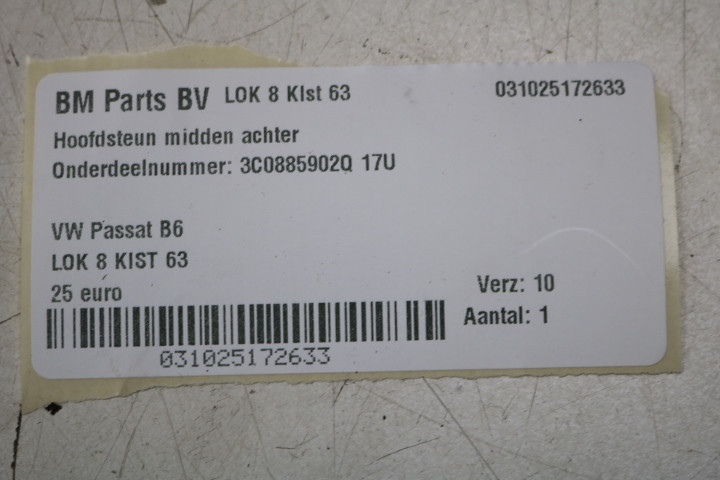 BM Parts BV LOK 8 KIst 63 031025172633
Hoofdsteun midden achter
Onderdeelnummer: 3C0885902Q 17U
VW Passat B6
LOK 8 KIST 63
25 euro
Verz: 10
Aantal: 1
031025172633